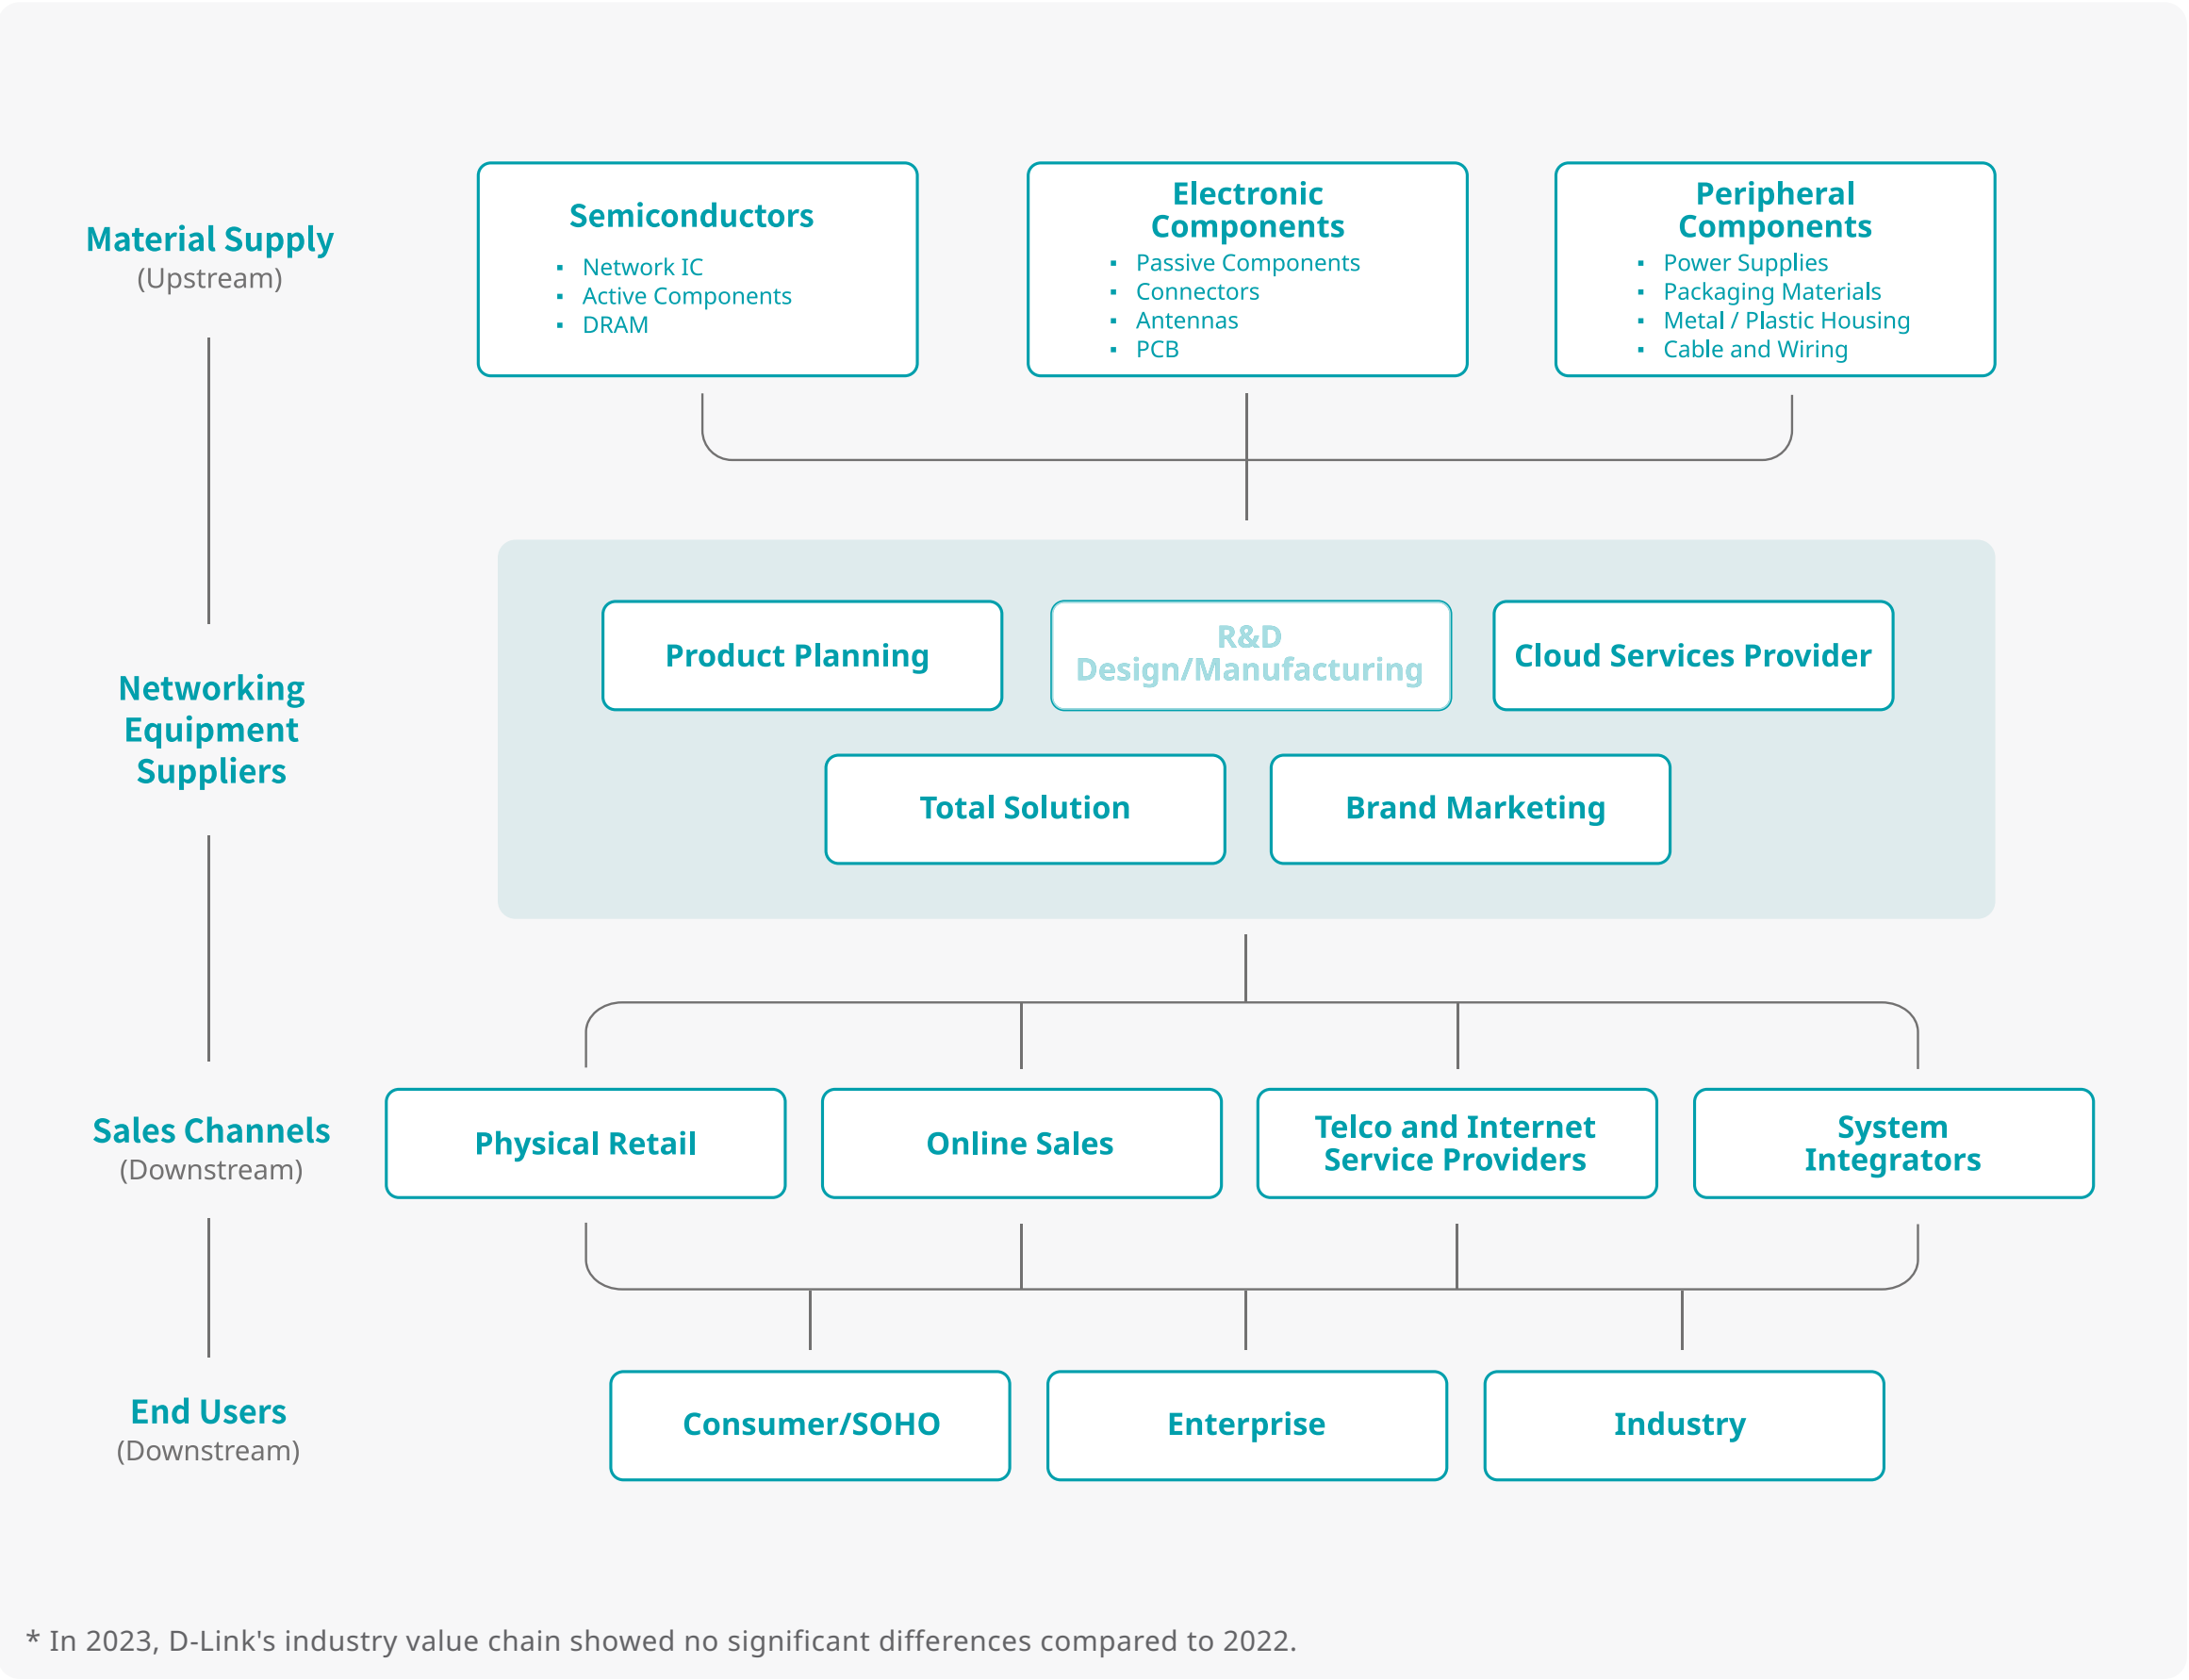 Material Supply
(Upstream)
Semiconductors
▪ Network IC
▪ Active Components
▪ DRAM
Electronic
Components
▪ Passive Components
▪ Connectors
▪ Antennas
▪ PCB
Peripheral
Components
▪ Power Supplies
▪ Packaging Materials
▪ Metal / Plastic Housing
▪ Cable and Wiring
Networking
Equipment
Suppliers
Product Planning
R&D
Design/Manufacturing
Cloud Services Provider
Total Solution
Brand Marketing
Sales Channels
(Downstream)
Physical Retail
Online Sales
Telco and Internet
Service Providers
System
Integrators
End Users
(Downstream)
Consumer/SOHO
Enterprise
Industry
* In 2023, D-Link's industry value chain showed no significant differences compared to 2022.